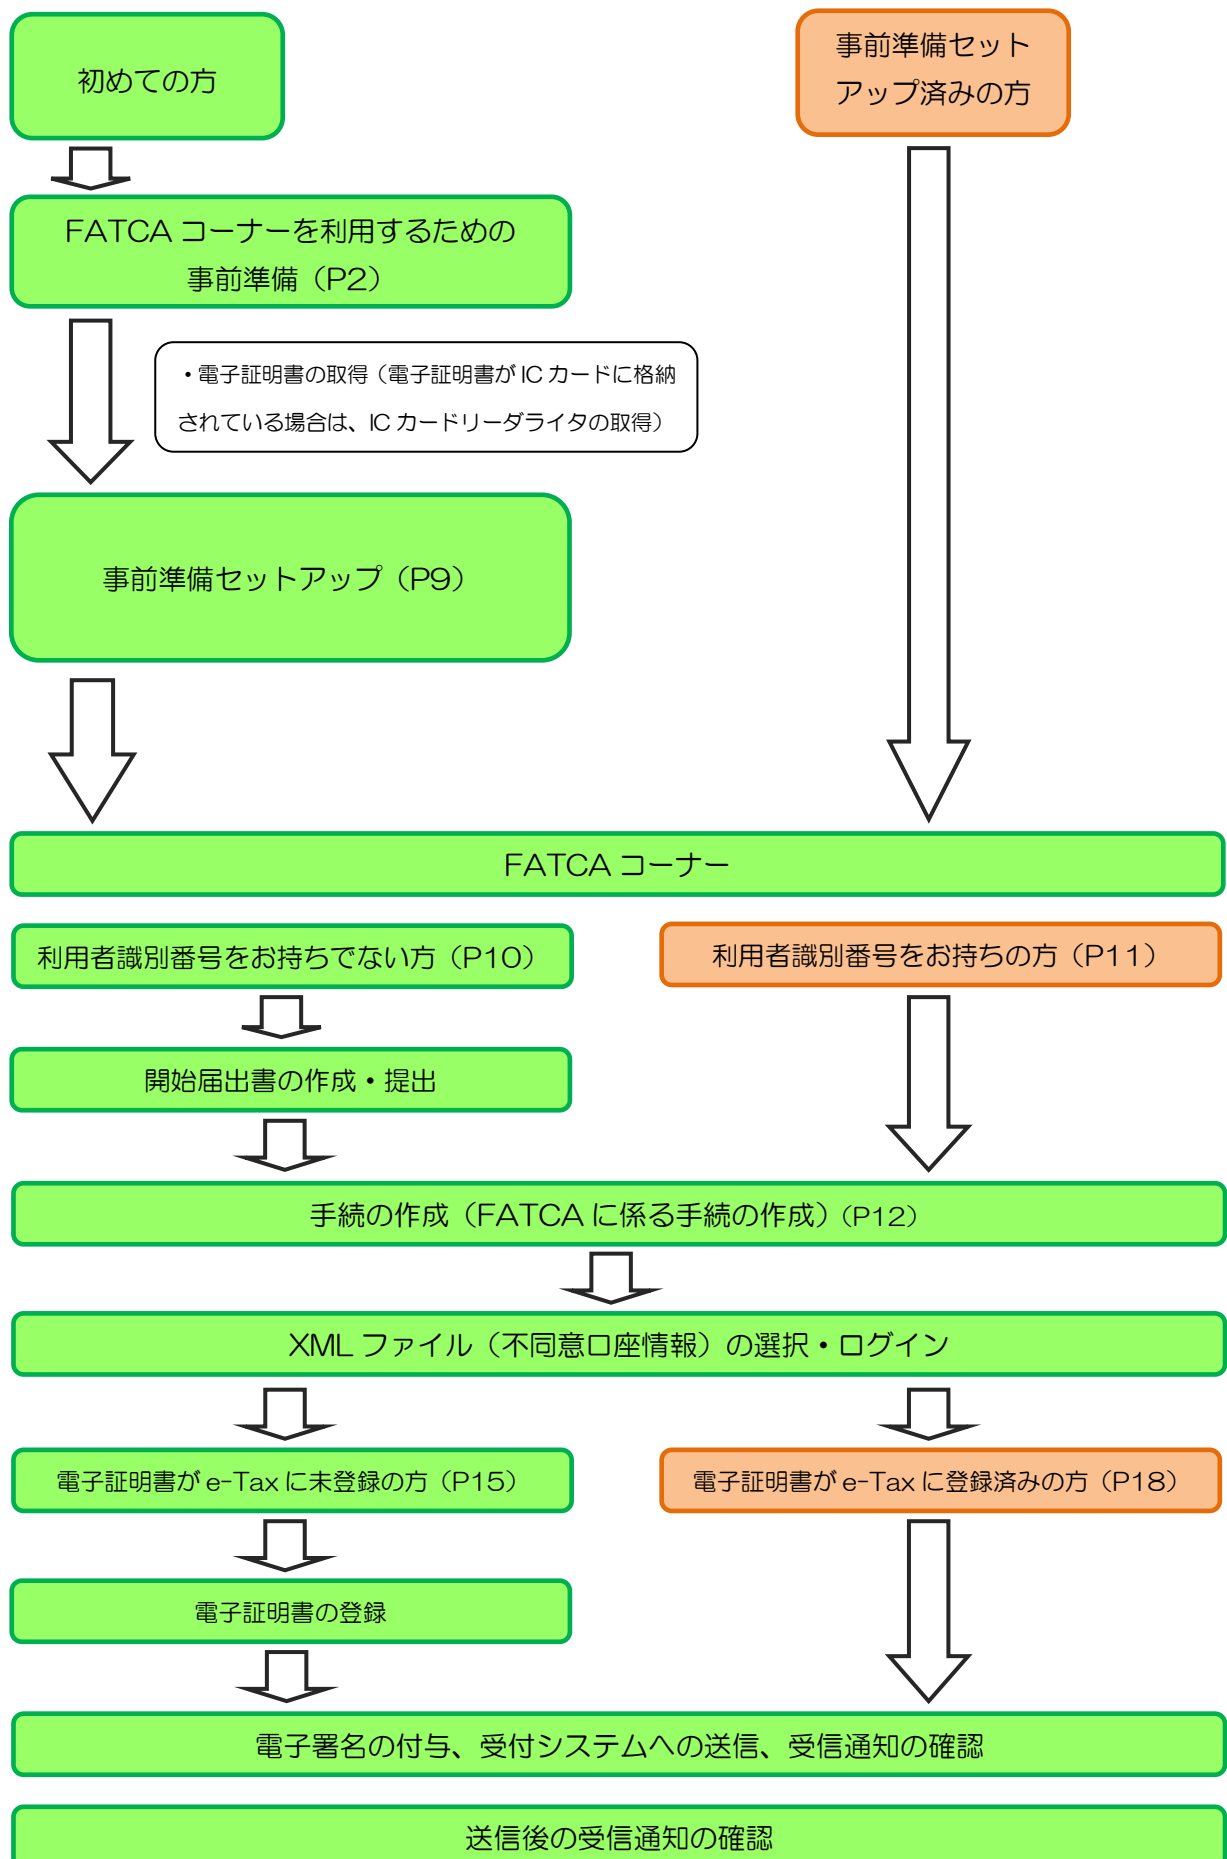 初めての方
事前準備セット
アップ済みの方
FATCA コーナーを利用するための
事前準備（P2）
・電子証明書の取得（電子証明書が IC カードに格納
されている場合は、IC カードリーダライタの取得）
事前準備セットアップ（P9）
FATCA コーナー
利用者識別番号をお持ちでない方（P10）
利用者識別番号をお持ちの方（P11）
開始届出書の作成・提出
手続の作成（FATCA に係る手続の作成）（P12）
XML ファイル（不同意口座情報）の選択・ログイン
電子証明書が e-Tax に未登録の方（P15）
電子証明書が e-Tax に登録済みの方（P18）
電子証明書の登録
電子署名の付与、受付システムへの送信、受信通知の確認
送信後の受信通知の確認